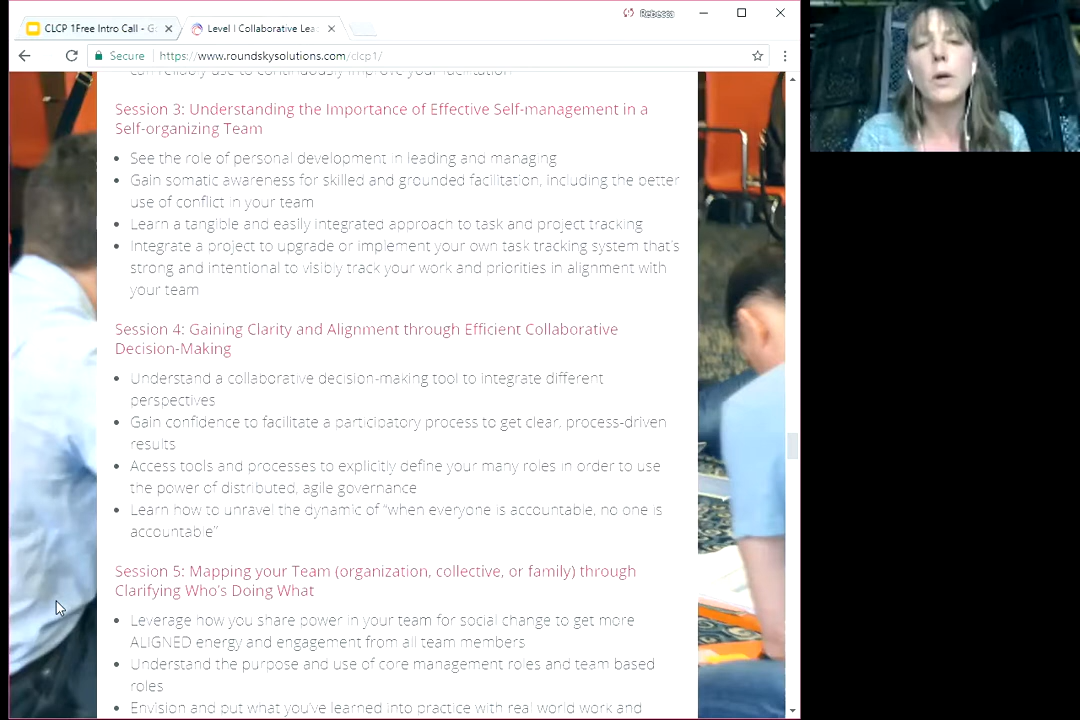 Rebecca
CLCP 1Free Intro Call - Go
Level I Collaborative Lea
Secure
https://www.roundskysolutions.com/clcp1/
can reliably use to continuously improve your facilitation
Session 3: Understanding the Importance of Effective Self-management in a
Self-organizing Team
See the role of personal development in leading and managing
Gain somatic awareness for skilled and grounded facilitation, including the better
use of conflict in your team
Learn a tangible and easily integrated approach to task and project tracking
Integrate a project to upgrade or implement your own task tracking system that's
strong and intentional to visibly track your work and priorities in alignment with
your team
Session 4: Gaining Clarity and Alignment through Efficient Collaborative
Decision-Making
Understand a collaborative decision-making tool to integrate different
perspectives
Gain confidence to facilitate a participatory process to get clear, process-driven
results
Access tools and processes to explicitly define your many roles in order to use
the power of distributed, agile governance
Learn how to unravel the dynamic of “when everyone is accountable, no one is
accountable”
Session 5: Mapping your Team (organization, collective, or family) through
Clarifying Who's Doing What
Leverage how you share power in your team for social change to get more
ALIGNED energy and engagement from all team members
Understand the purpose and use of core management roles and team based
roles
Envision and put what you've learned into practice with real world work and